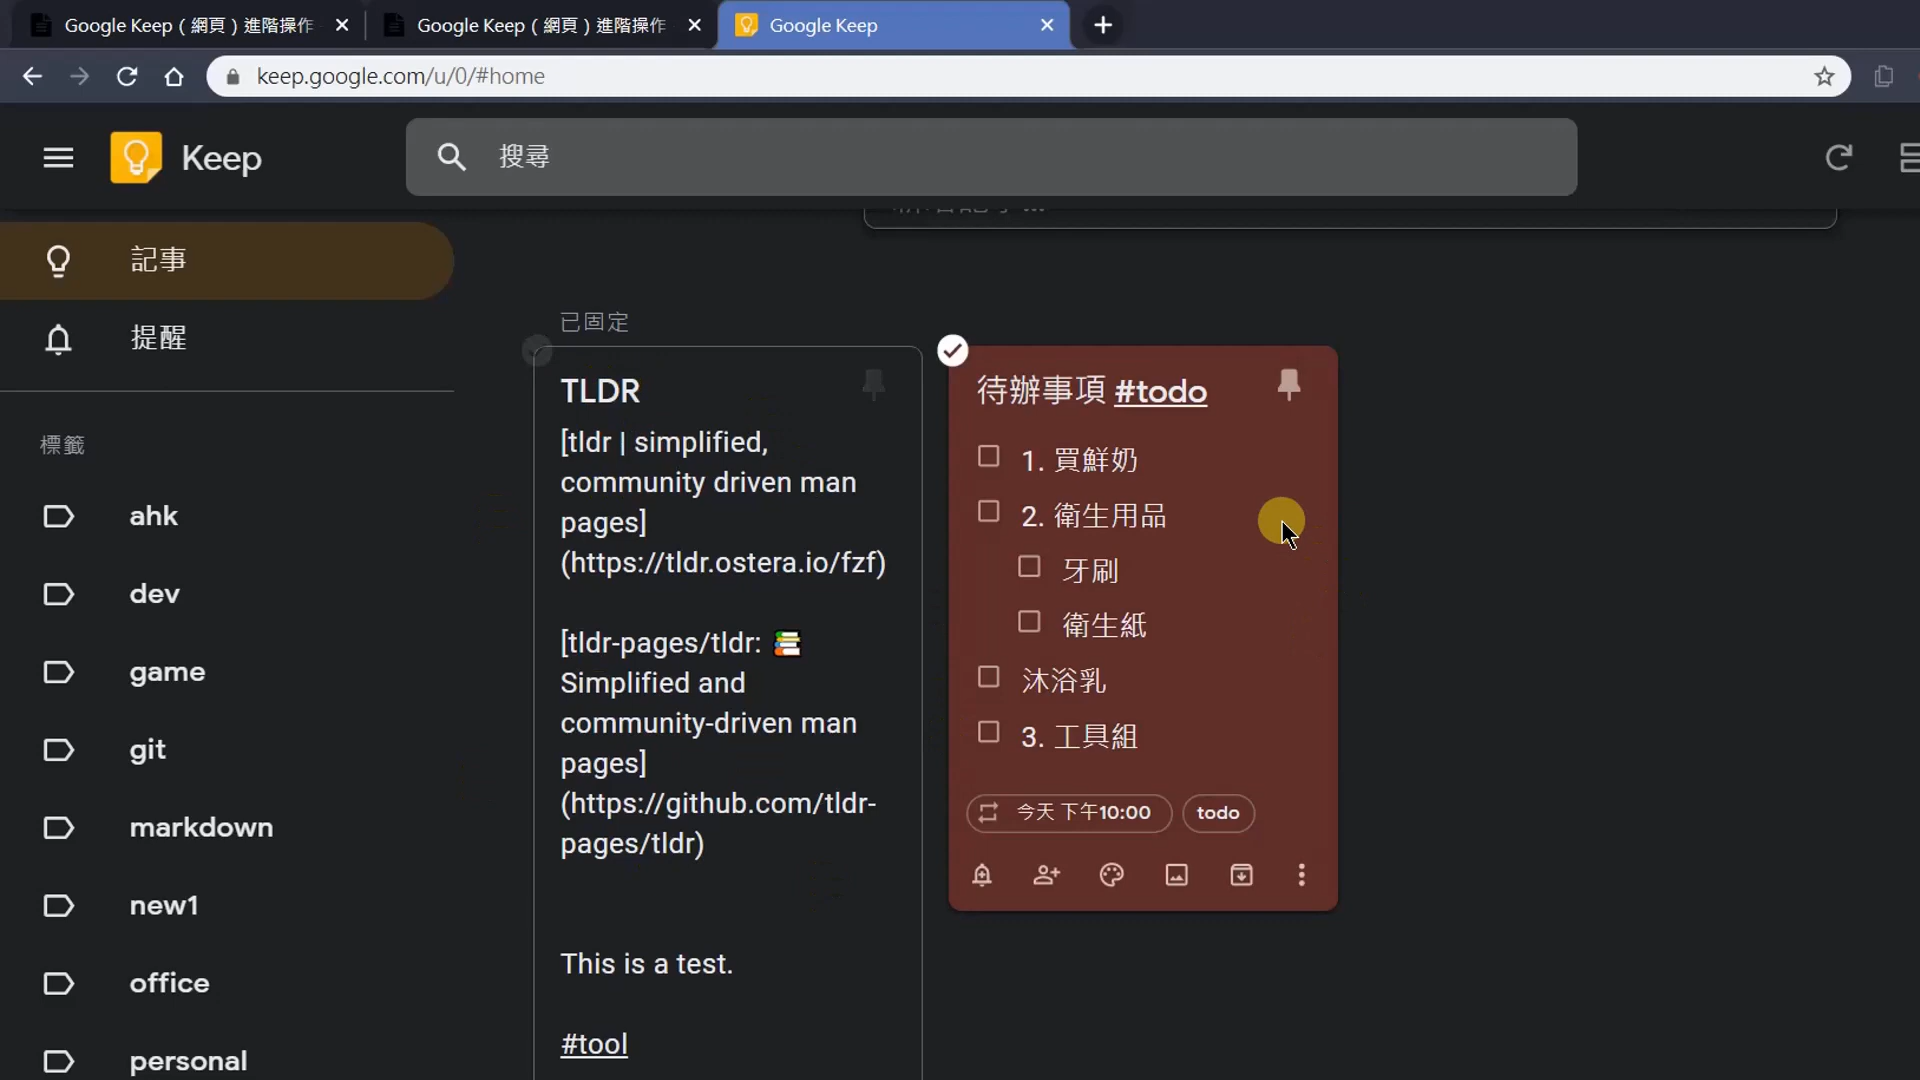 Google Keep（網頁）進階操作
Google Keep（網頁）進階操作
Google Keep
keep.google.com/u/0/#home
Keep
搜尋
記事
提醒
標籤
ahk
dev
game
git
markdown
new1
office
personal
已固定
TLDR
[tldr | simplified,
community driven man
pages]
(https://tldr.ostera.io/fzf)
[tldr-pages/tldr: 📚
Simplified and
community-driven man
pages]
(https://github.com/tldr-
pages/tldr)
This is a test.
#tool
待辦事項 #todo
1. 買鮮奶
2. 衛生用品
牙刷
衛生紙
沐浴乳
3. 工具組
今天 下午10:00
todo